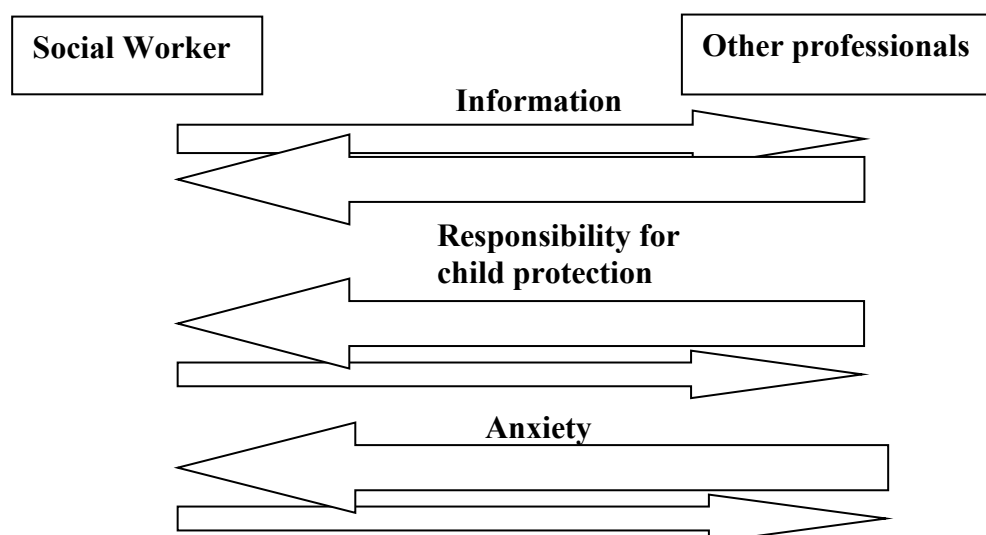 Social Worker
Other professionals
Information
Responsibility for
child protection
Anxiety